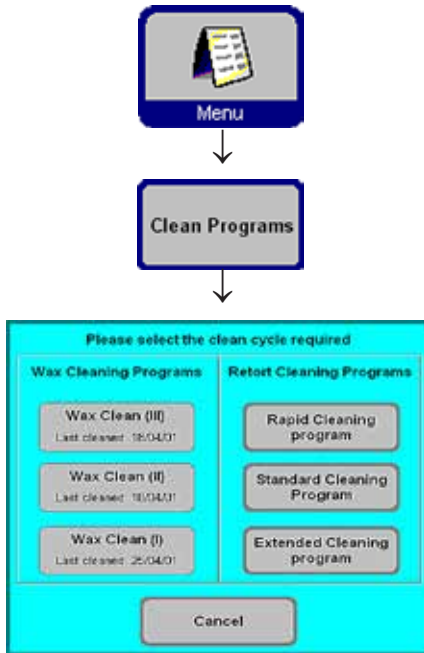 Menu
Clean Programs
Please select the clean cycle required
Wax Cleaning Programs
Retort Cleaning Programs
Wax Clean (III)
Last cleaned 18/04/01
Wax Clean (II)
Last cleaned 18/04/01
Wax Clean (I)
Last cleaned 25/04/01
Rapid Cleaning
program
Standard Cleaning
Program
Extended Cleaning
program
Cancel